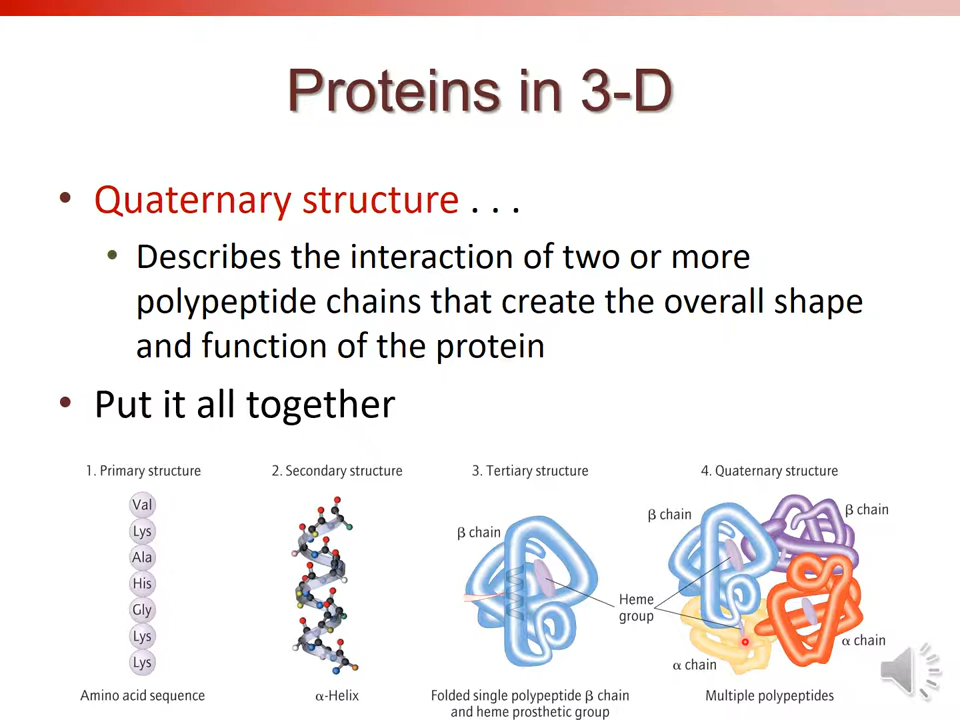 Proteins in 3-D
• Quaternary structure . . .
• Describes the interaction of two or more
polypeptide chains that create the overall shape
and function of the protein
• Put it all together
1. Primary structure
Val
Lys
Ala
His
Gly
Lys
Lys
Amino acid sequence
2. Secondary structure
α-Helix
3. Tertiary structure
β chain
Heme
group
Folded single polypeptide β chain
and heme prosthetic group
4. Quaternary structure
β chain
β chain
α chain
α chain
Multiple polypeptides